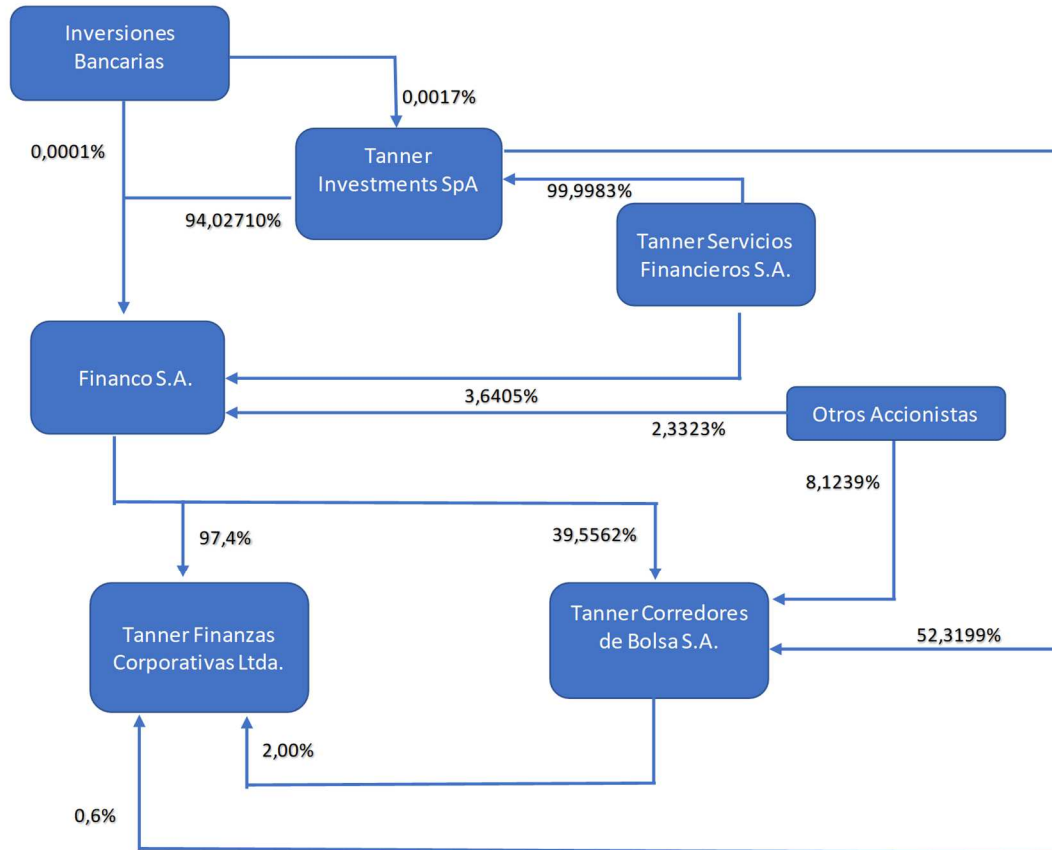 Inversiones
Bancarias
0,0017%
0,0001%
Tanner
Investments SpA
99,9983%
94,02710%
Tanner Servicios
Financieros S.A.
Financo S.A.
3,6405%
2,3323%
Otros Accionistas
8,1239%
97,4%
39,5562%
Tanner Finanzas
Corporativas Ltda.
Tanner Corredores
de Bolsa S.A.
52,3199%
2,00%
0,6%